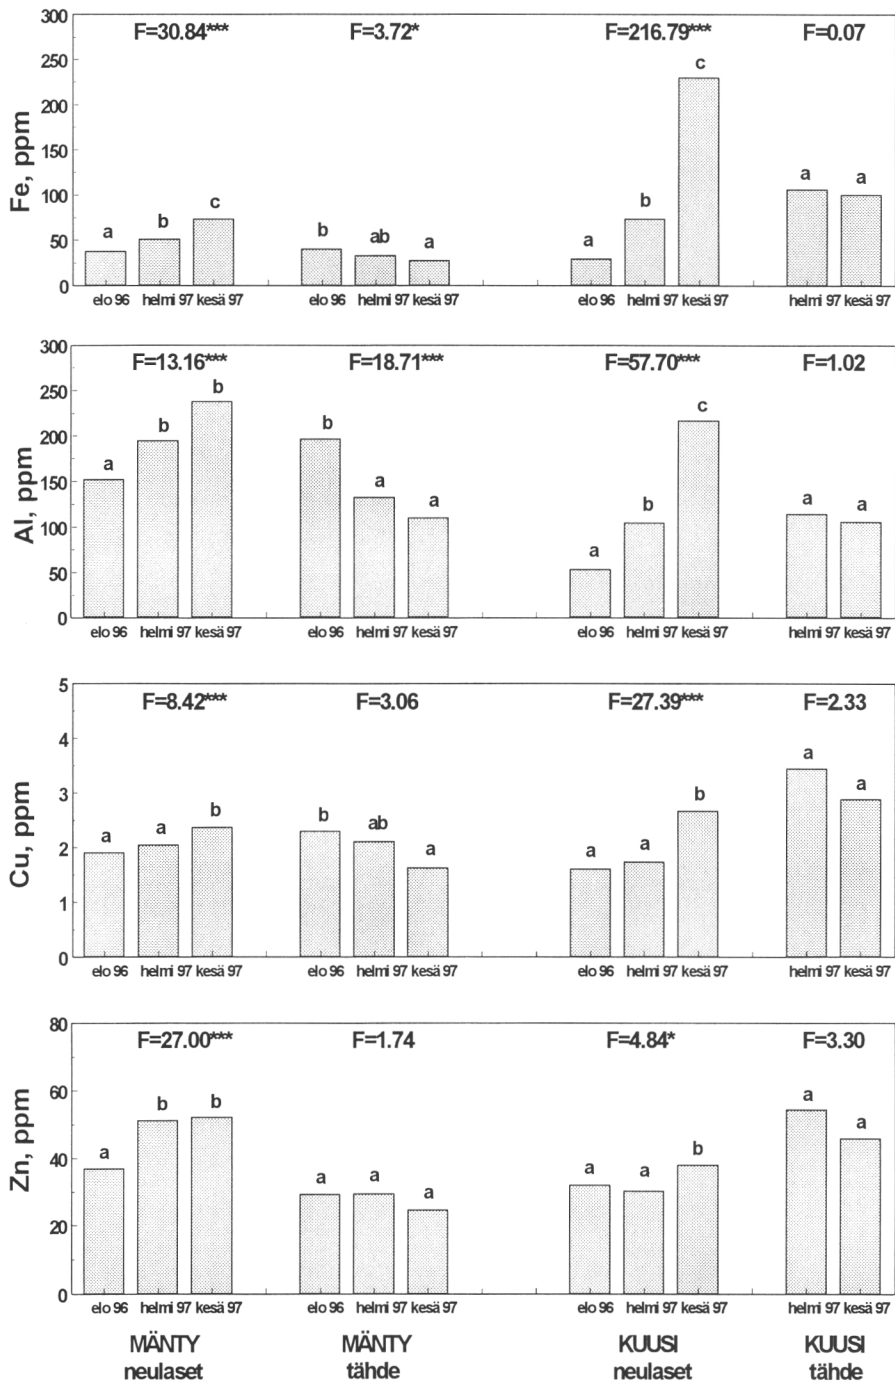 Fe, ppm
300
250
200
150
100
50
0
F=30.84*** F=3.72* F=216.79*** F=0.07
a b c b ab a a b c a a
elo 96 helmi 97 kesä 97 elo 96 helmi 97 kesä 97 elo 96 helmi 97 kesä 97 helmi 97 kesä 97
Al, ppm
300
250
200
150
100
50
0
F=13.16*** F=18.71*** F=57.70*** F=1.02
a b b b a a a b c a a
elo 96 helmi 97 kesä 97 elo 96 helmi 97 kesä 97 elo 96 helmi 97 kesä 97 helmi 97 kesä 97
Cu, ppm
5
4
3
2
1
0
F=8.42*** F=3.06 F=27.39*** F=2.33
a a b b ab a a a b a a
elo 96 helmi 97 kesä 97 elo 96 helmi 97 kesä 97 elo 96 helmi 97 kesä 97 helmi 97 kesä 97
Zn, ppm
80
60
40
20
0
F=27.00*** F=1.74 F=4.84* F=3.30
a b b a a a a a b a a
elo 96 helmi 97 kesä 97 elo 96 helmi 97 kesä 97 elo 96 helmi 97 kesä 97 helmi 97 kesä 97
MÄNTY MÄNTY KUUSI KUUSI
neulaset tähde neulaset tähde